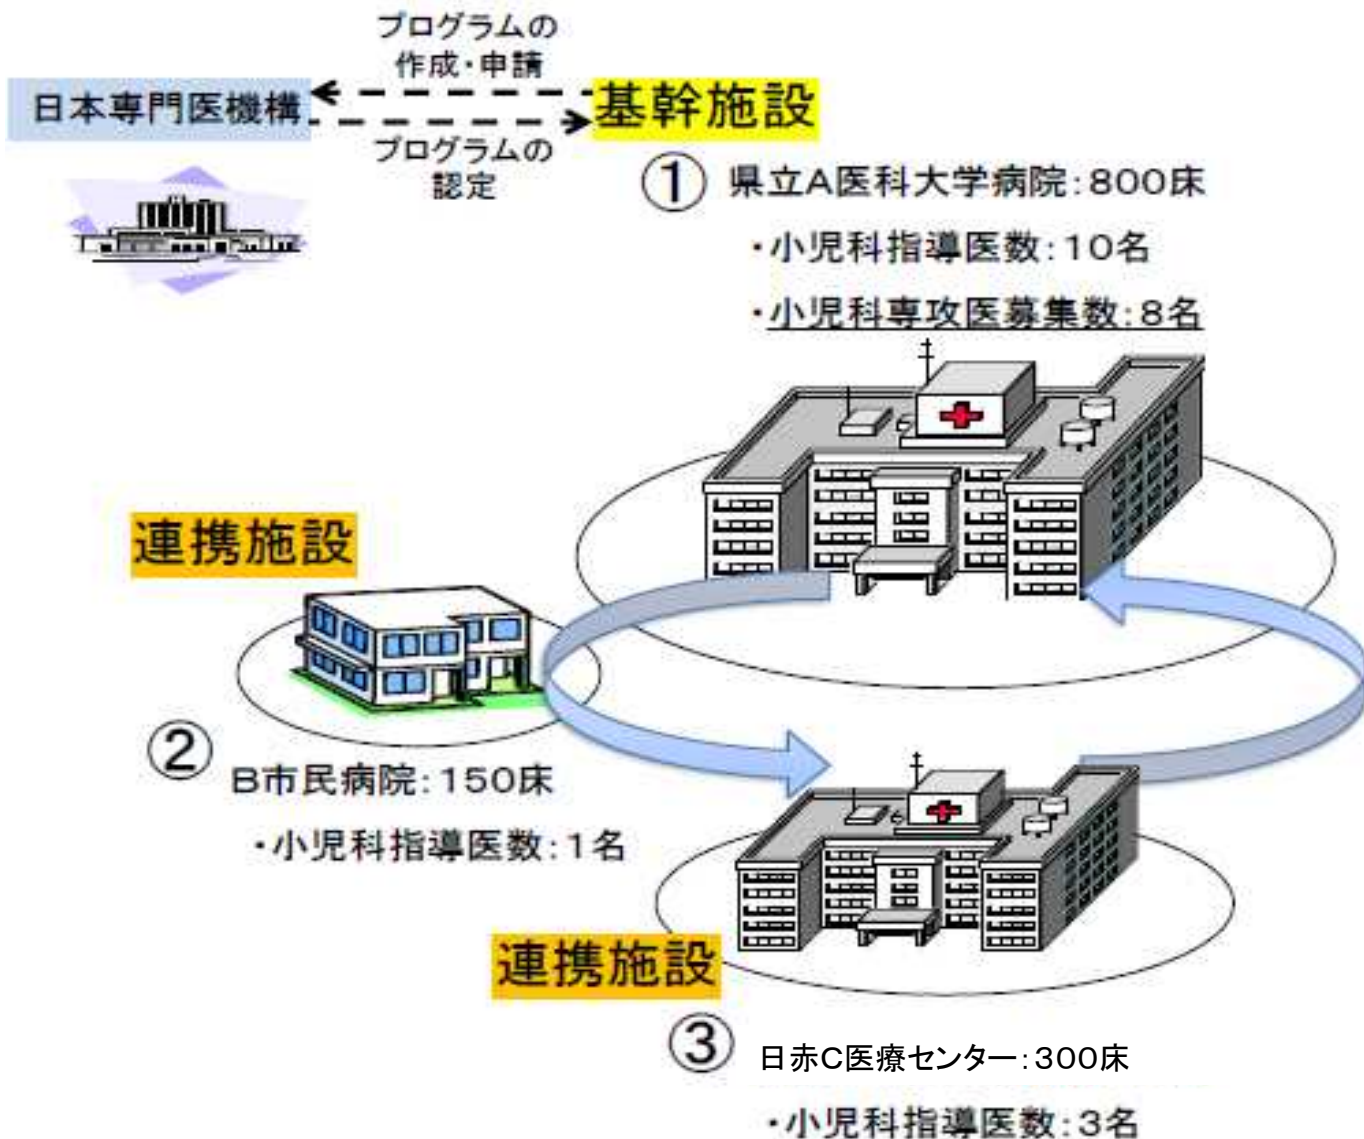 プログラムの
作成・申請
日本専門医機構
基幹施設
プログラムの
認定
① 県立A医科大学病院：800床
・小児科指導医数：10名
・小児科専攻医募集数：8名
連携施設
② B市民病院：150床
・小児科指導医数：1名
連携施設
③ 日赤C医療センター：300床
・小児科指導医数：3名